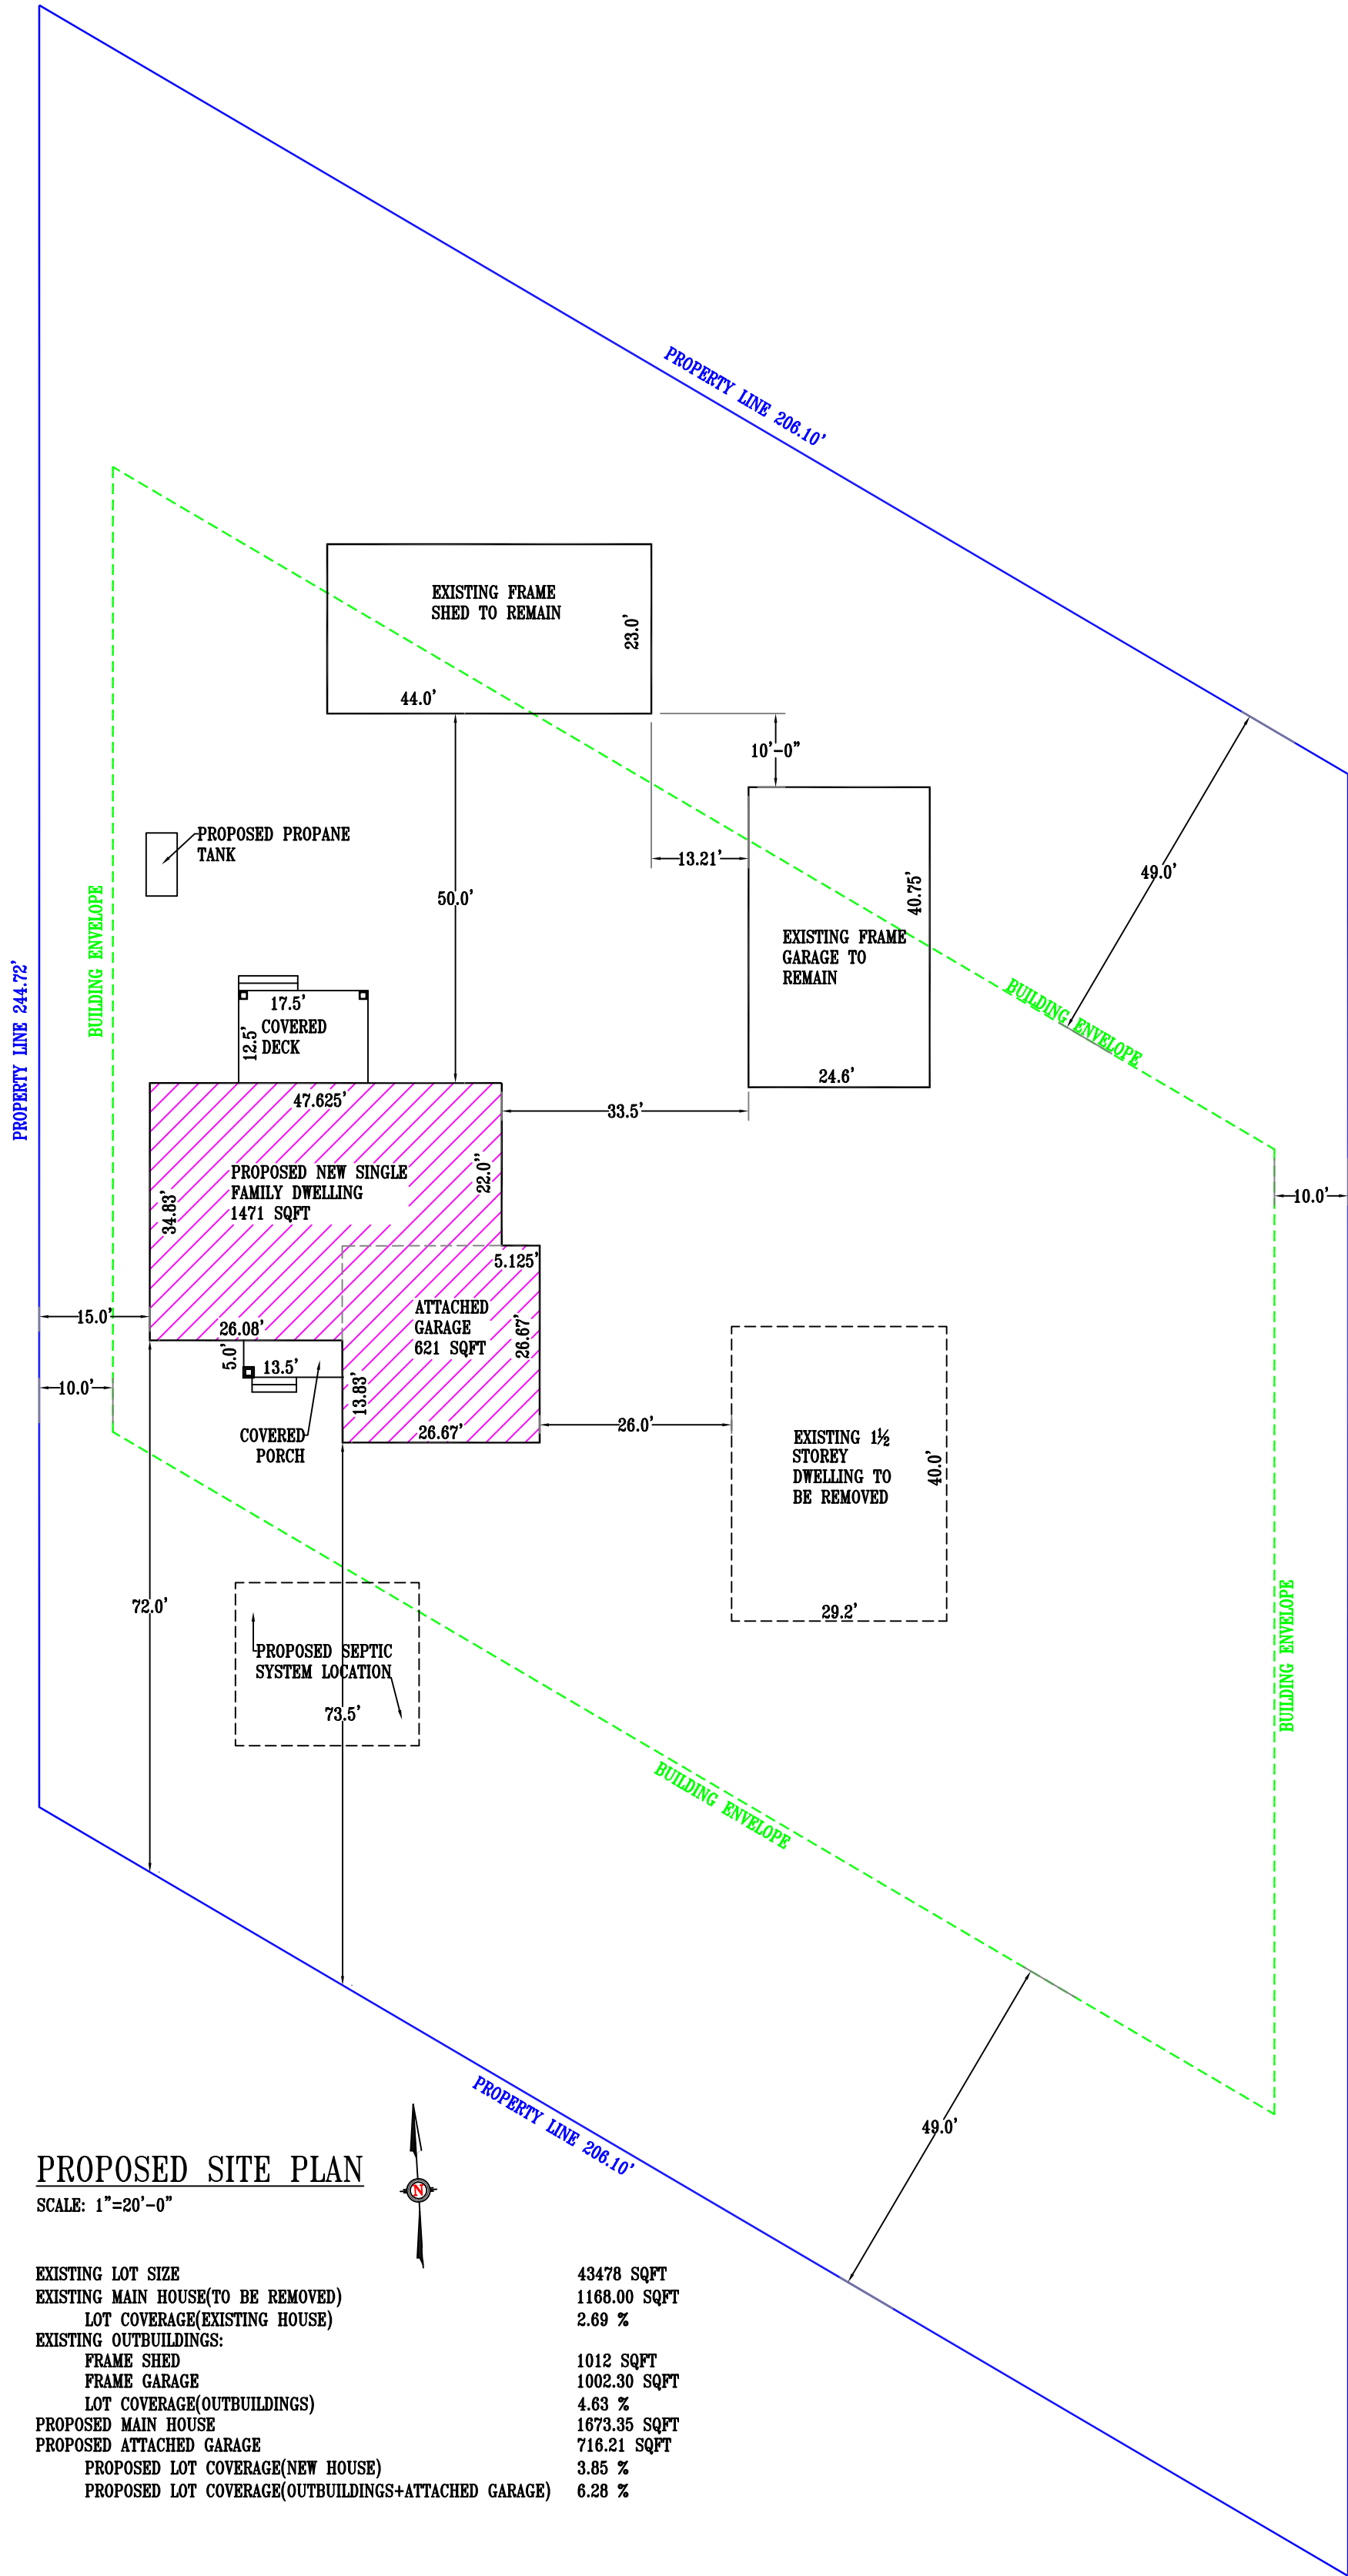 PROPERTY LINE 206.10'
EXISTING FRAME
SHED TO REMAIN
23.0'
44.0'
10'-0"
PROPOSED PROPANE
TANK
13.21'
49.0'
50.0'
40.75'
EXISTING FRAME
GARAGE TO
REMAIN
BUILDING ENVELOPE
PROPERTY LINE 244.72'
BUILDING ENVELOPE
17.5'
12.5'
COVERED
DECK
24.6'
47.625'
33.5'
PROPOSED NEW SINGLE
FAMILY DWELLING
1471 SQFT
22.0"
34.83'
10.0'
5.125'
15.0'
26.08'
ATTACHED
GARAGE
621 SQFT
26.67'
5.0'
13.5'
10.0'
13.83'
26.67'
26.0'
COVERED
PORCH
EXISTING 1½
STOREY
DWELLING TO
BE REMOVED
40.0'
29.2'
72.0'
PROPOSED SEPTIC
SYSTEM LOCATION
73.5'
BUILDING ENVELOPE
BUILDING ENVELOPE
49.0'
PROPERTY LINE 206.10'
PROPOSED SITE PLAN
SCALE: 1"=20'-0"
N
EXISTING LOT SIZE 43478 SQFT
EXISTING MAIN HOUSE(TO BE REMOVED) 1168.00 SQFT
LOT COVERAGE(EXISTING HOUSE) 2.69 %
EXISTING OUTBUILDINGS:
FRAME SHED 1012 SQFT
FRAME GARAGE 1002.30 SQFT
LOT COVERAGE(OUTBUILDINGS) 4.63 %
PROPOSED MAIN HOUSE 1673.35 SQFT
PROPOSED ATTACHED GARAGE 716.21 SQFT
PROPOSED LOT COVERAGE(NEW HOUSE) 3.85 %
PROPOSED LOT COVERAGE(OUTBUILDINGS+ATTACHED GARAGE) 6.28 %